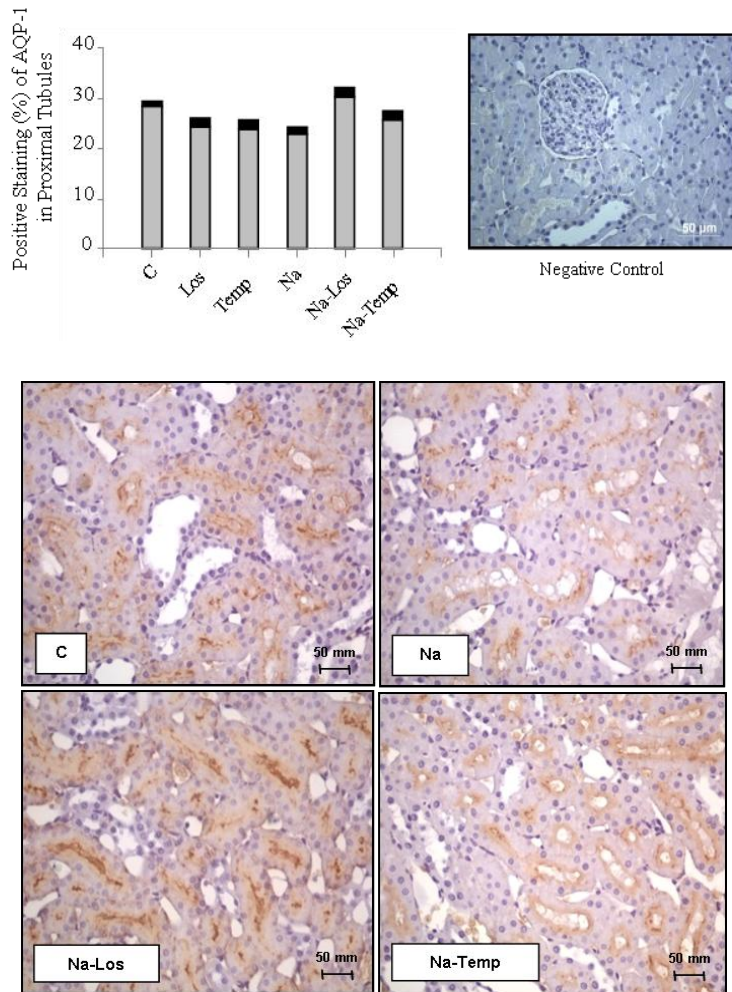 Positive Staining (%) of AQP-1
in Proximal Tubules
40
30
20
10
0
C
Los
Temp
Na
Na-Los
Na-Temp
50 µm
Negative Control
C
50 mm
Na
50 mm
Na-Los
50 mm
Na-Temp
50 mm